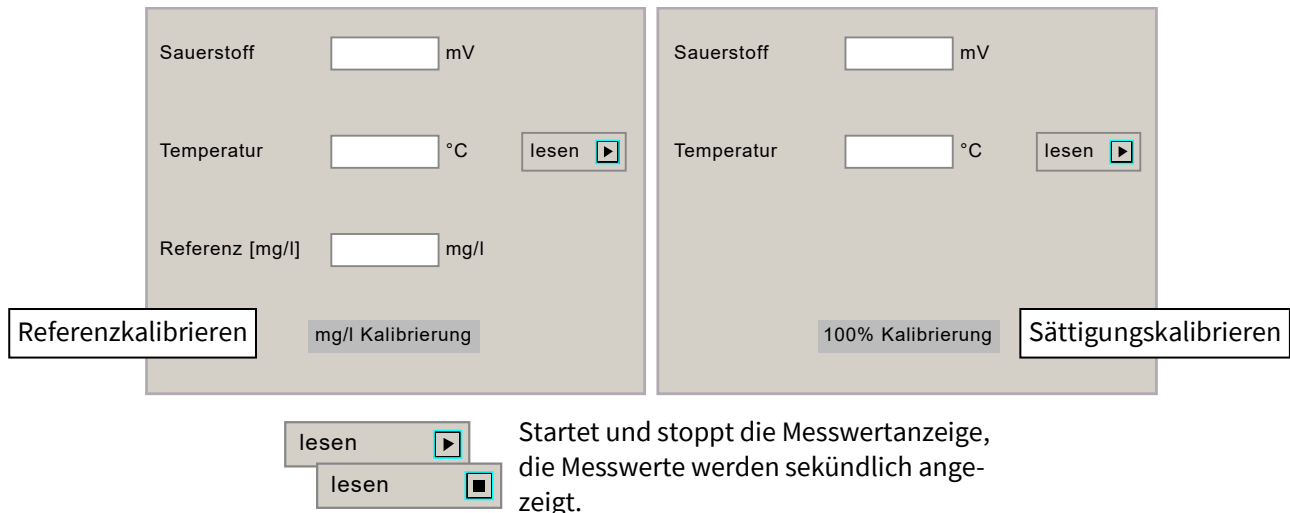 Sauerstoff mV
Temperatur °C lesen
Referenz [mg/l] mg/l
Referenzkalibrieren
mg/l Kalibrierung
Sauerstoff mV
Temperatur °C lesen
100% Kalibrierung
Sättigungskalibrieren
lesen
lesen
Startet und stoppt die Messwertanzeige,
die Messwerte werden sekündlich ange-
zeigt.